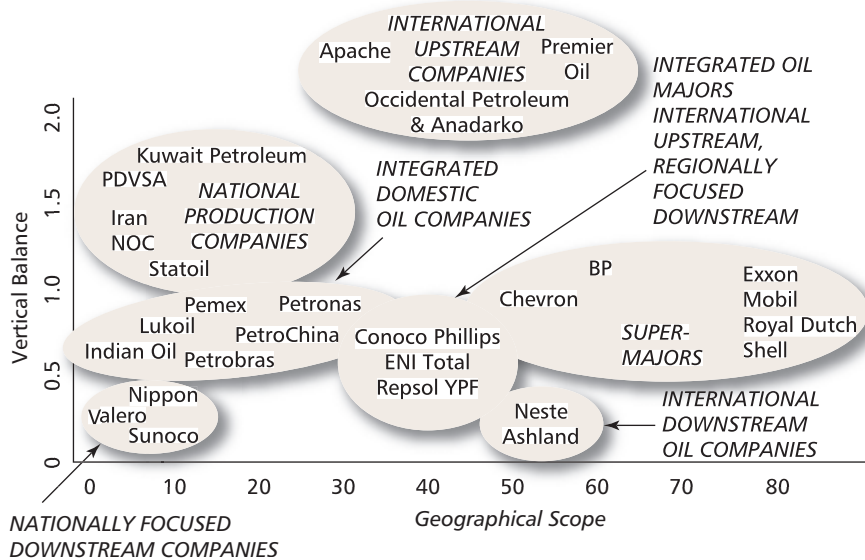 INTERNATIONAL
UPSTREAM
COMPANIES
Apache
Premier
Oil
Occidental Petroleum
& Anadarko
INTEGRATED OIL
MAJORS
INTERNATIONAL
UPSTREAM,
REGIONALLY
FOCUSED
DOWNSTREAM
Kuwait Petroleum
PDVSA
NATIONAL
PRODUCTION
COMPANIES
Iran
NOC
Statoil
INTEGRATED
DOMESTIC
OIL COMPANIES
Pemex
Petronas
Lukoil
PetroChina
Indian Oil
Petrobras
Conoco Phillips
ENI Total
Repsol YPF
BP
Chevron
Exxon
Mobil
Royal Dutch
Shell
SUPER-
MAJORS
Nippon
Valero
Sunoco
Neste
Ashland
INTERNATIONAL
DOWNSTREAM
OIL COMPANIES
Vertical Balance
2.0
1.5
1.0
0.5
0
0 10 20 30 40 50 60 70 80
Geographical Scope
NATIONALLY FOCUSED
DOWNSTREAM COMPANIES